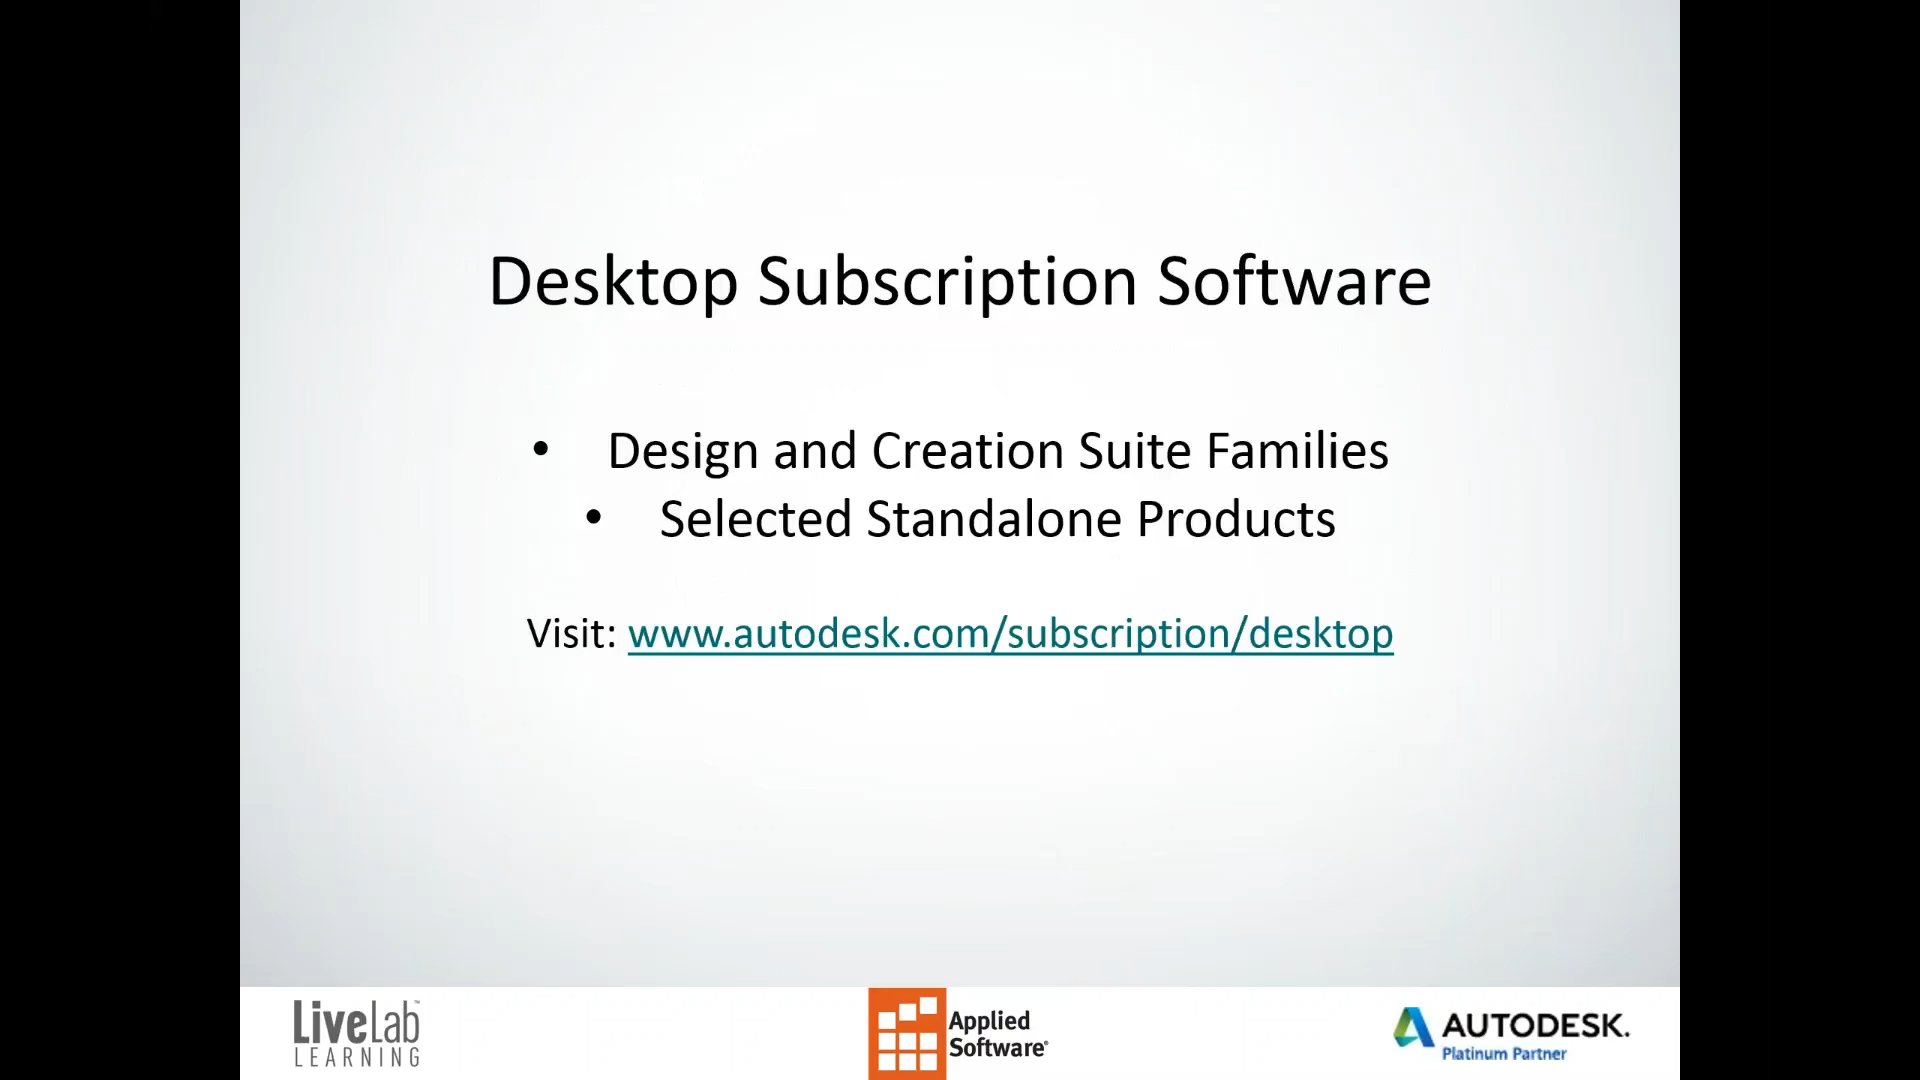 Desktop Subscription Software
• Design and Creation Suite Families
• Selected Standalone Products
Visit: www.autodesk.com/subscription/desktop
LiveLab™
LEARNING
Applied
Software®
AUTODESK.
Platinum Partner